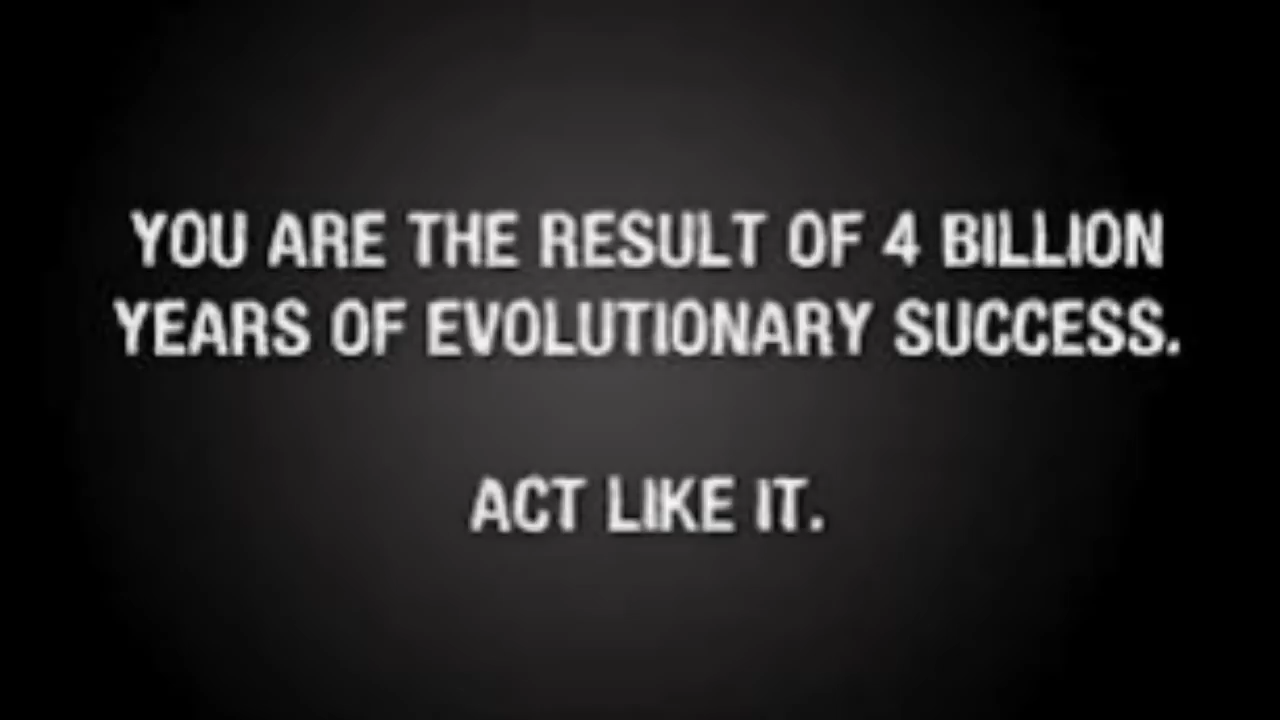 YOU ARE THE RESULT OF 4 BILLION
YEARS OF EVOLUTIONARY SUCCESS.
ACT LIKE IT.